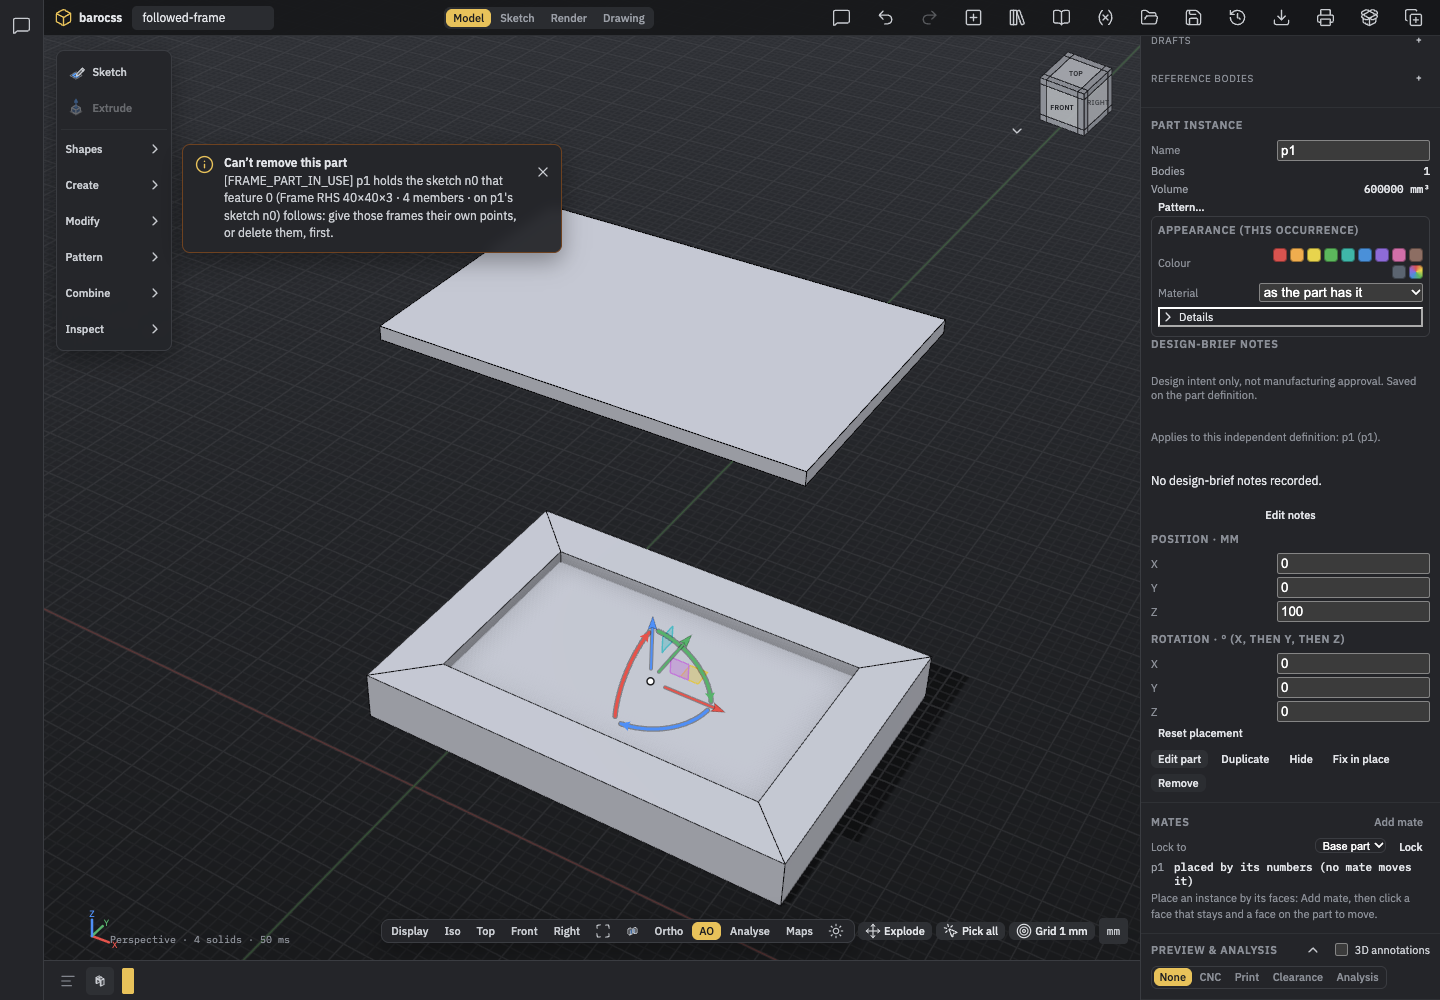 barocss
followed-frame
Model
Sketch
Render
Drawing
Sketch
Extrude
Shapes
Create
Modify
Pattern
Combine
Inspect
Can't remove this part
[FRAME_PART_IN_USE] p1 holds the sketch n0 that
feature 0 (Frame RHS 40×40×3 · 4 members · on p1's
sketch n0) follows: give those frames their own points,
or delete them, first.
TOP
FRONT
RIGHT
DRAFTS
+
REFERENCE BODIES
+
PART INSTANCE
Name p1
Bodies 1
Volume 600000 mm³
Pattern...
APPEARANCE (THIS OCCURRENCE)
Colour
Material as the part has it
Details
DESIGN-BRIEF NOTES
Design intent only, not manufacturing approval. Saved
on the part definition.
Applies to this independent definition: p1 (p1).
No design-brief notes recorded.
Edit notes
POSITION · MM
X 0
Y 0
Z 100
ROTATION · ° (X, THEN Y, THEN Z)
X 0
Y 0
Z 0
Reset placement
Edit part Duplicate Hide Fix in place
Remove
MATES Add mate
Lock to Base part Lock
p1 placed by its numbers (no mate moves
it)
Place an instance by its faces: Add mate, then click a
face that stays and a face on the part to move.
PREVIEW & ANALYSIS 3D annotations
None CNC Print Clearance Analysis
Z
Y
X
Perspective · 4 solids · 50 ms
Display Iso Top Front Right Ortho AO Analyse Maps Explode Pick all Grid 1 mm mm